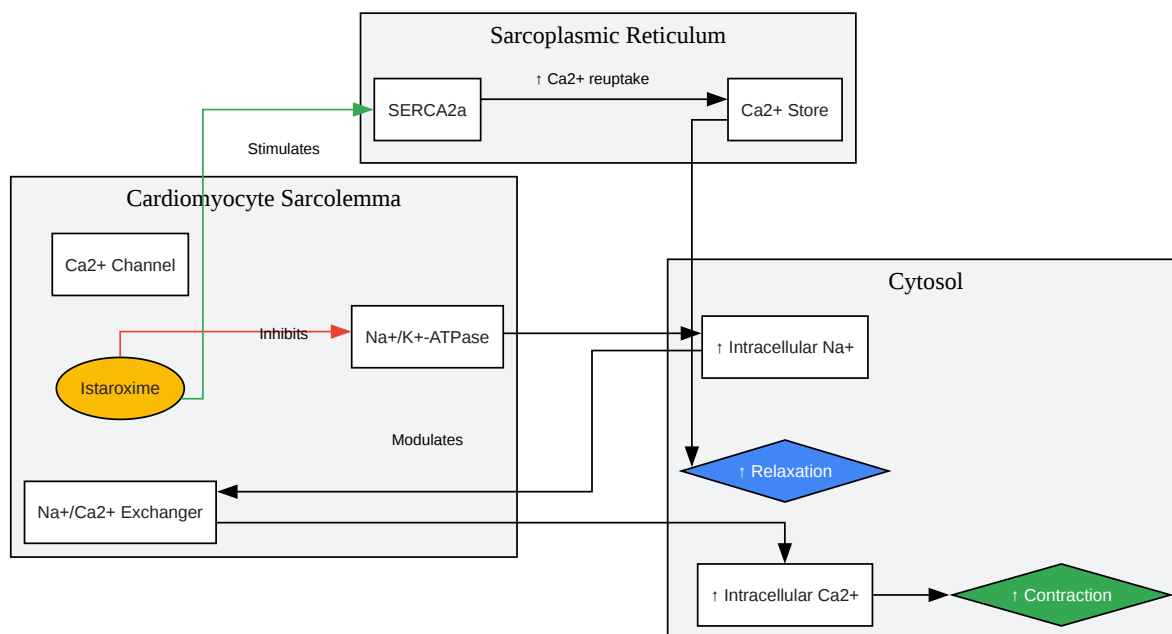 Sarcoplasmic Reticulum
↑ Ca2+ reuptake
SERCA2a
Ca2+ Store
Stimulates
Cardiomyocyte Sarcolemma
Ca2+ Channel
Inhibits
Na+/K+-ATPase
Istaroxime
Modulates
Na+/Ca2+ Exchanger
Cytosol
↑ Intracellular Na+
↑ Relaxation
↑ Intracellular Ca2+
↑ Contraction